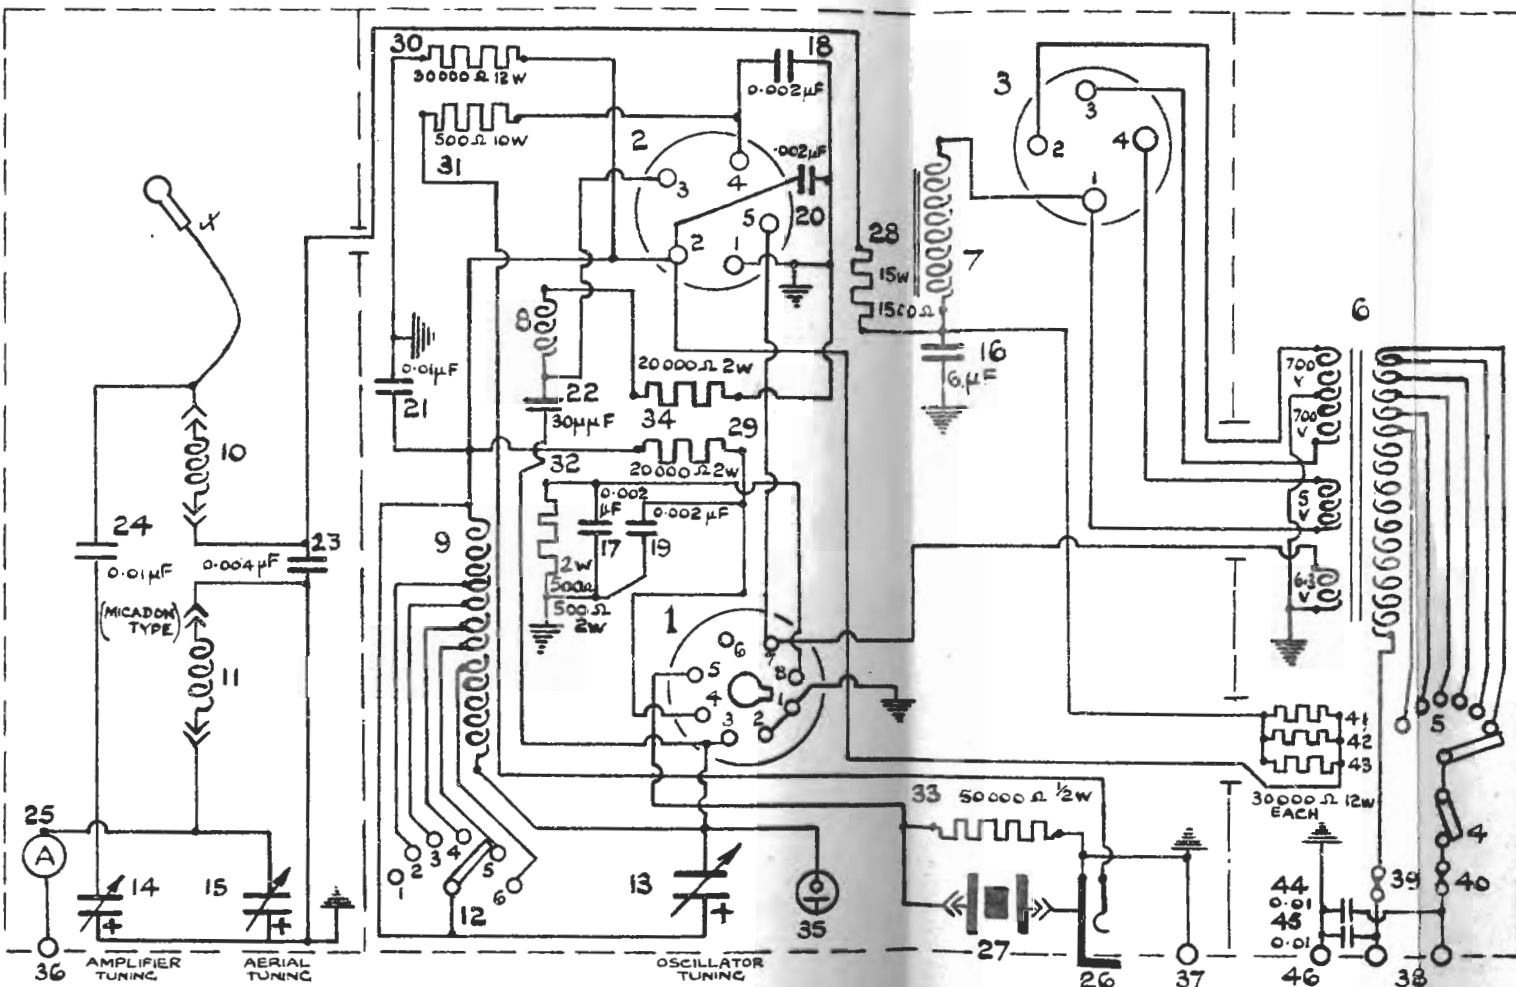 30
30000 Ω 12W
500 Ω 10W
31
18
0.002µF
2
3
4
5
2
1
.002µF
20
28
15W
1500Ω
7
3
3
2
4
1
6
700
V
700
V
5
V
6.3
V
x
10
24
0.01µF
0.004µF
23
(MICADON
TYPE)
11
0.01µF
21
8
22
30µµF
20000Ω 2W
34
29
20000Ω 2W
32
16
6µF
9
0.002
µF
0.002µF
17
19
2W
500Ω
500Ω
2W
1
6
7
5
8
4
1
3
2
41
42
43
30000 Ω 12W
EACH
5
4
25
A
14
15
36
AMPLIFIER
TUNING
AERIAL
TUNING
1
2
3
4
5
6
12
13
35
OSCILLATOR
TUNING
33
50000 Ω ½W
27
26
37
44
0.01
45
0.01
46
39
40
38